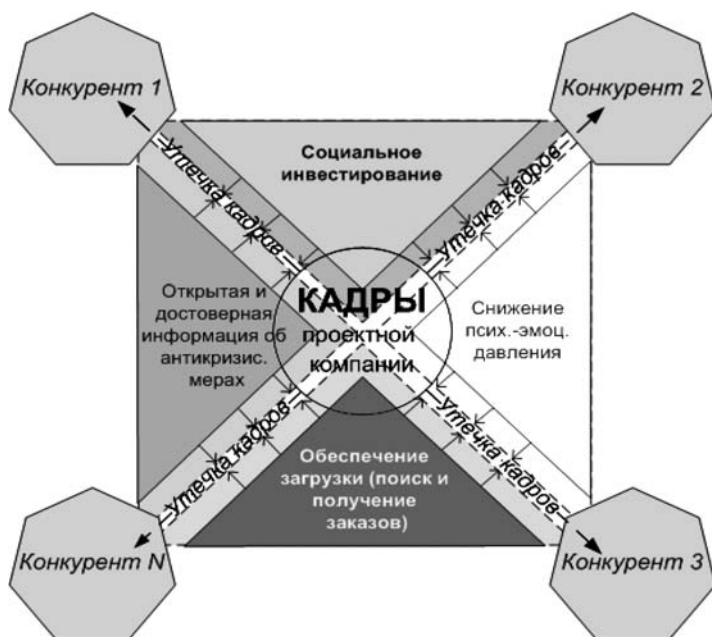 Конкурент 1
Конкурент 2
Социальное
инвестирование
Утечка кадров
Утечка кадров
Открытая и
достоверная
информация об
антикризис.
мерах
КАДРЫ
проектной
компании
Снижение
псих.-эмоц.
давления
Утечка кадров
Утечка кадров
Обеспечение
загрузки (поиск и
получение
заказов)
Конкурент N
Конкурент 3